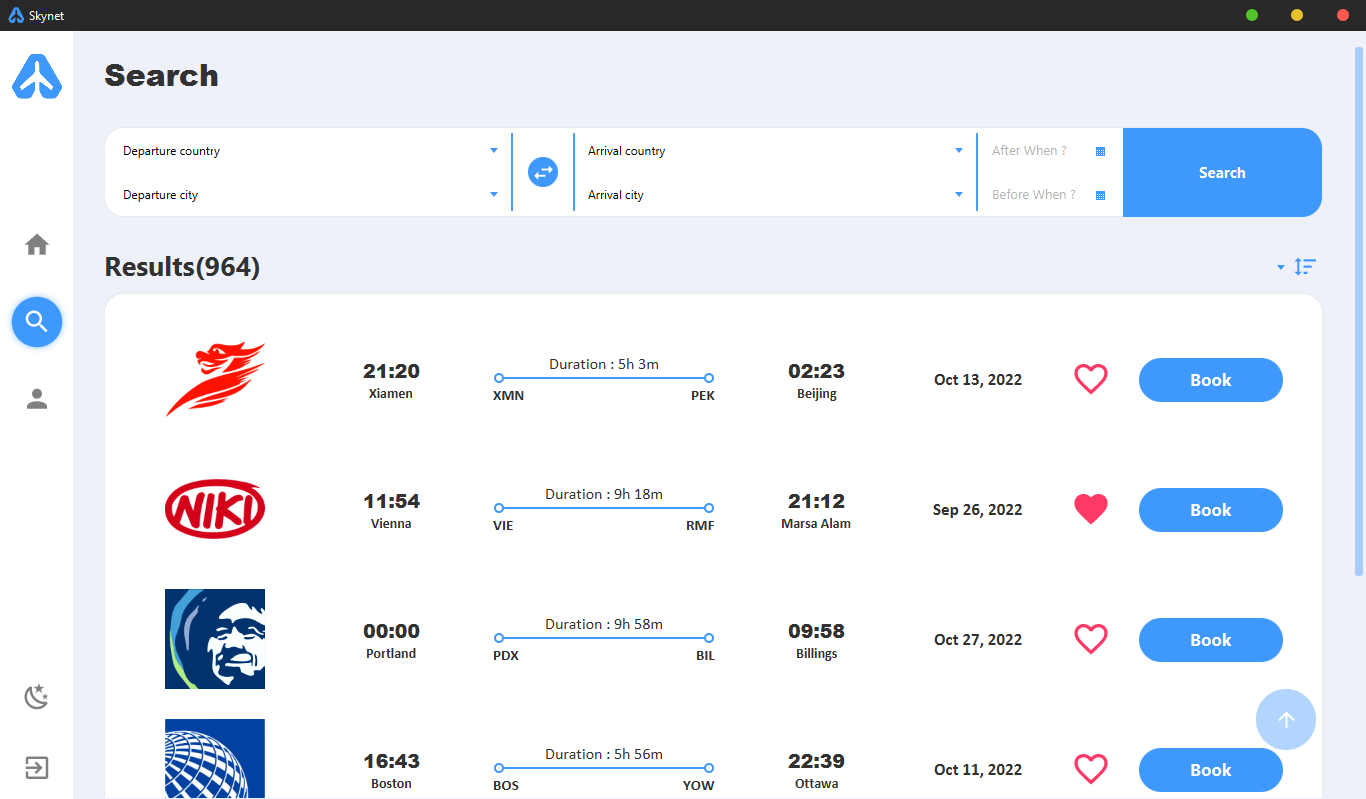 Skynet
Search
Departure country
Arrival country
After When ?
Departure city
Arrival city
Before When ?
Search
Results(964)
21:20
Xiamen
Duration : 5h 3m
XMN
PEK
02:23
Beijing
Oct 13, 2022
Book
NIKI
11:54
Vienna
Duration : 9h 18m
VIE
RMF
21:12
Marsa Alam
Sep 26, 2022
Book
00:00
Portland
Duration : 9h 58m
PDX
BIL
09:58
Billings
Oct 27, 2022
Book
16:43
Boston
Duration : 5h 56m
BOS
YOW
22:39
Ottawa
Oct 11, 2022
Book